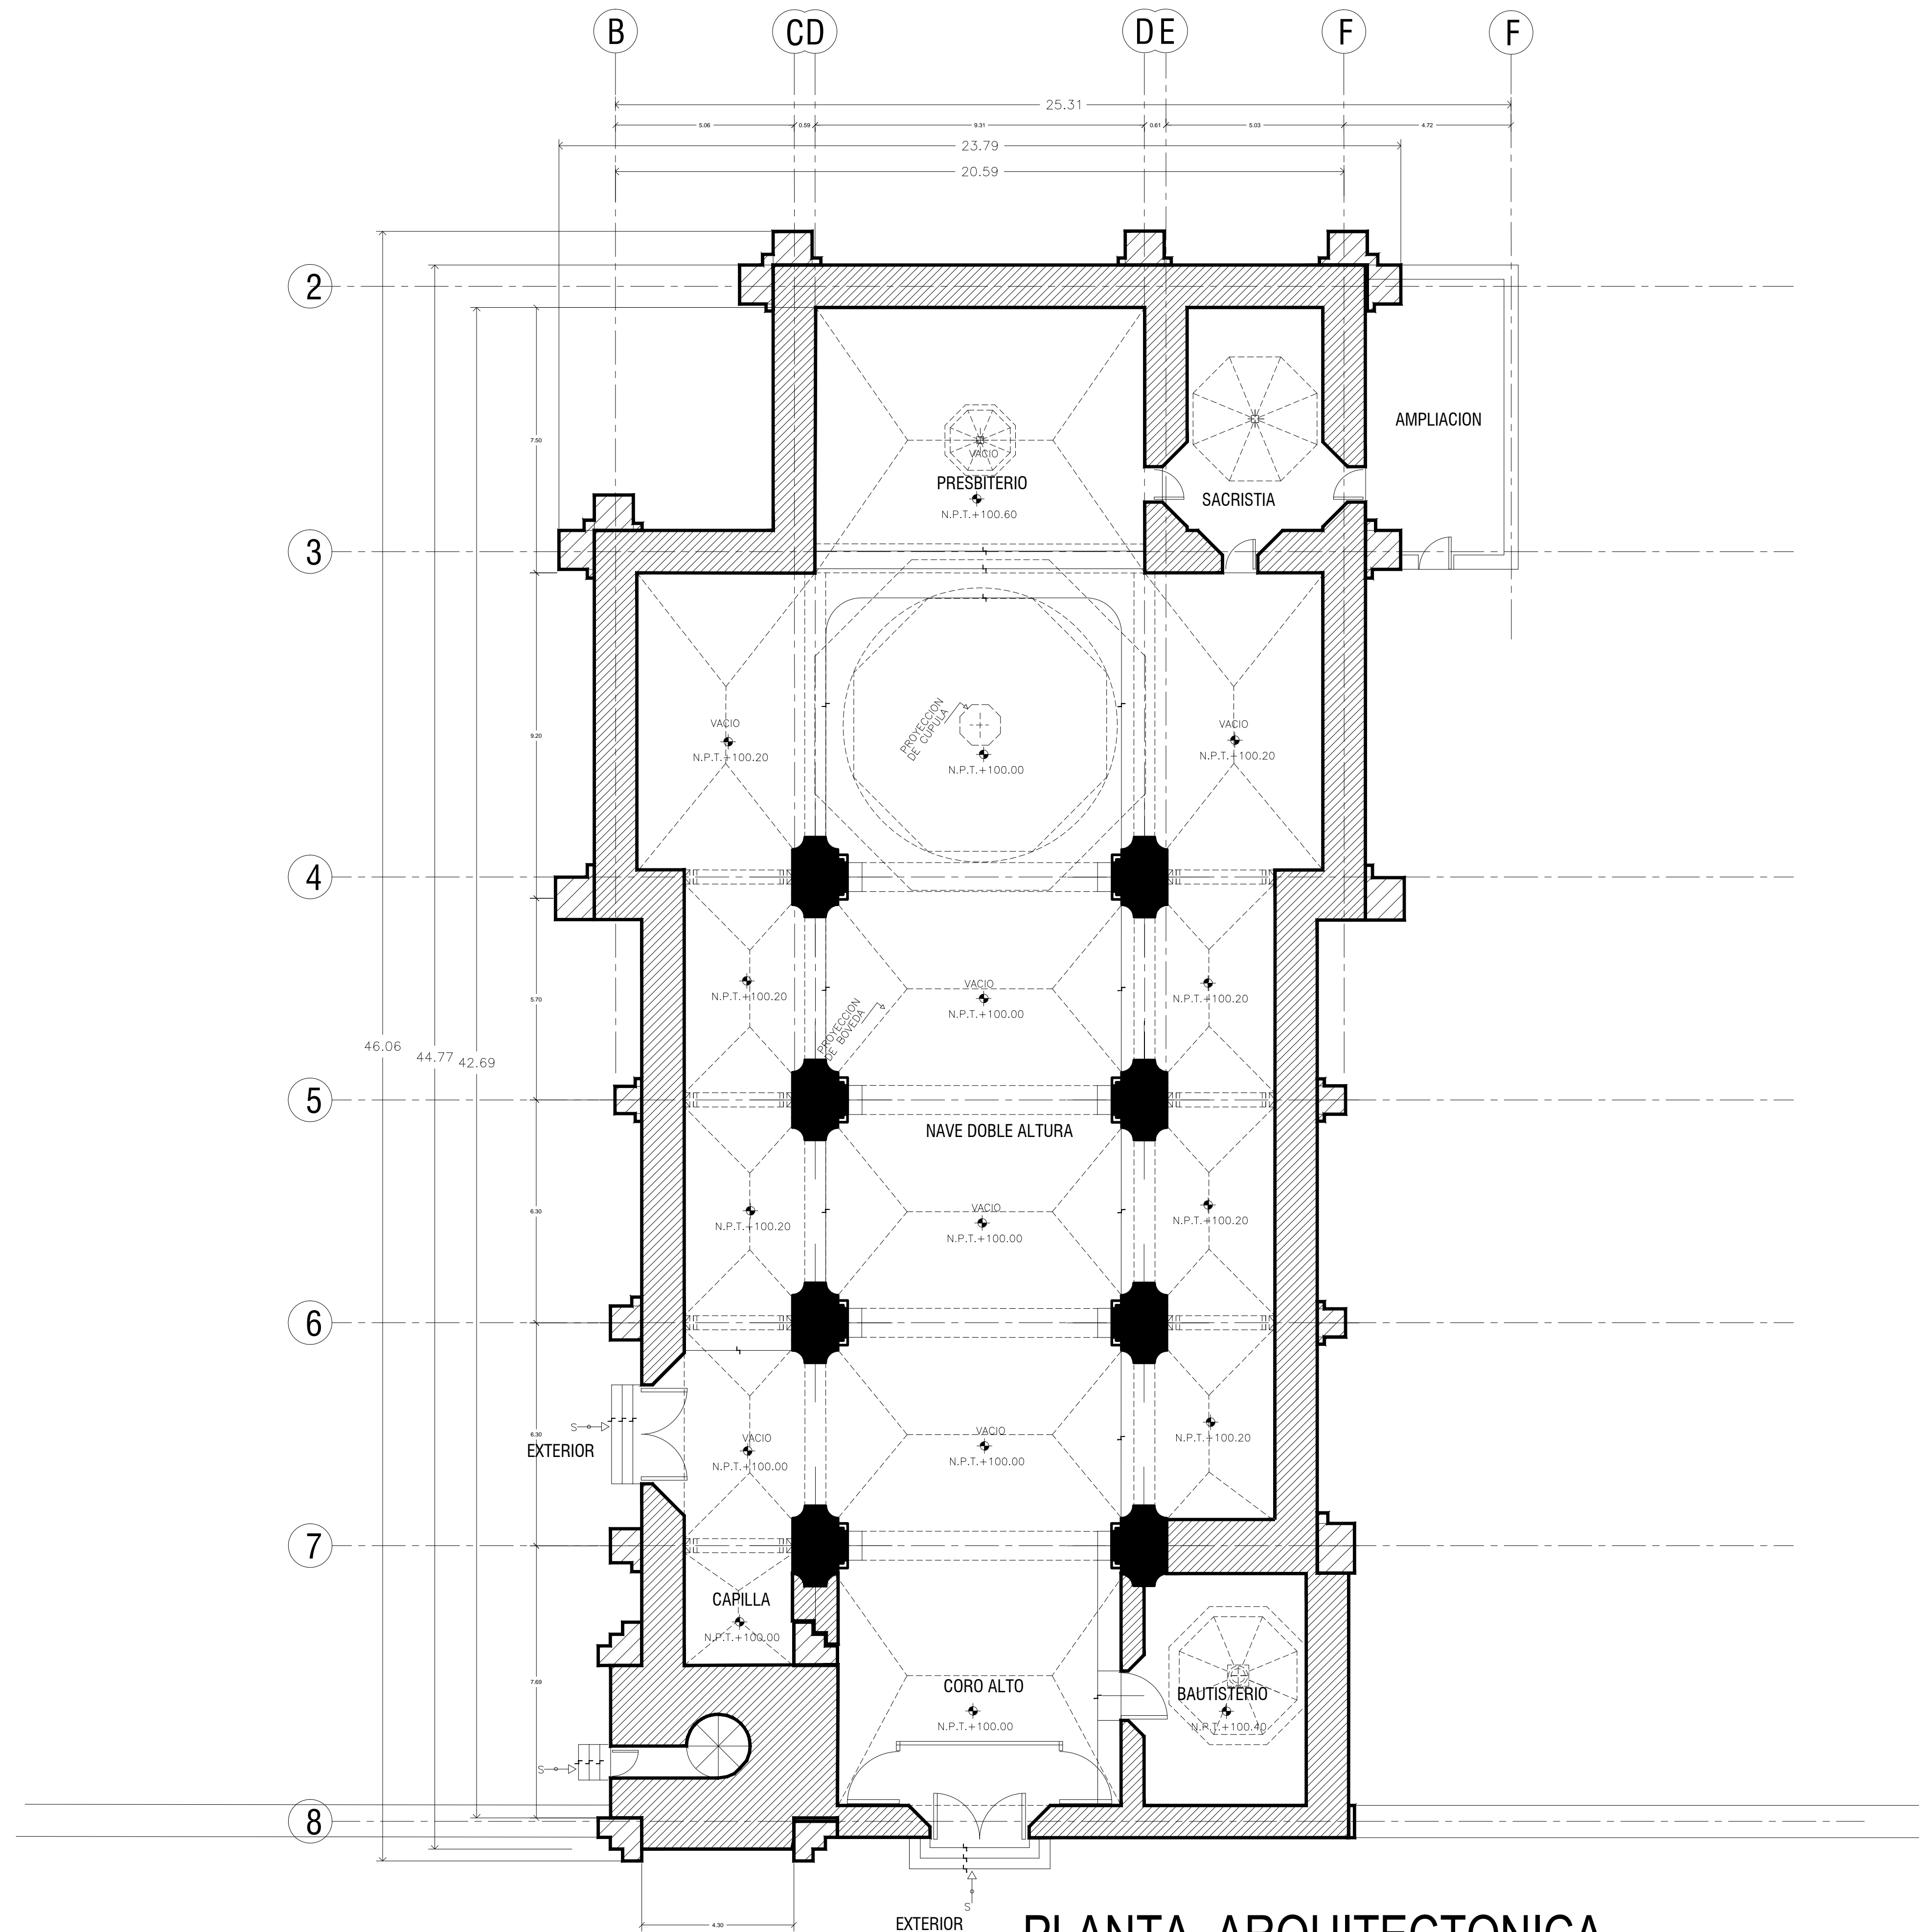 B C D D E F F
25.31
5.06 0.59 9.31 0.61 5.03 4.72
23.79
20.59
2
AMPLIACION
7.50
VACIO
PRESBITERIO
SACRISTIA
N.P.T.+100.60
3
PROYECCION
DE CUPULA
VACIO
VACIO
9.20
N.P.T.+100.20
N.P.T.+100.20
N.P.T.+100.00
4
VACIO
N.P.T.+100.20
N.P.T.+100.20
5.70
N.P.T.+100.00
PROYECCION
DE BOVEDA
46.06 44.77 42.69
5
NAVE DOBLE ALTURA
VACIO
6.30
N.P.T.+100.20
N.P.T.+100.20
N.P.T.+100.00
6
S
6.30
VACIO
VACIO
N.P.T.+100.20
EXTERIOR
N.P.T.+100.00
N.P.T.+100.00
7
CAPILLA
N.P.T.+100.00
7.69
CORO ALTO
BAUTISTERIO
N.P.T.+100.00
N.P.T.+100.40
S
8
S
4.30
EXTERIOR
PLANTA ARQUITECTONICA